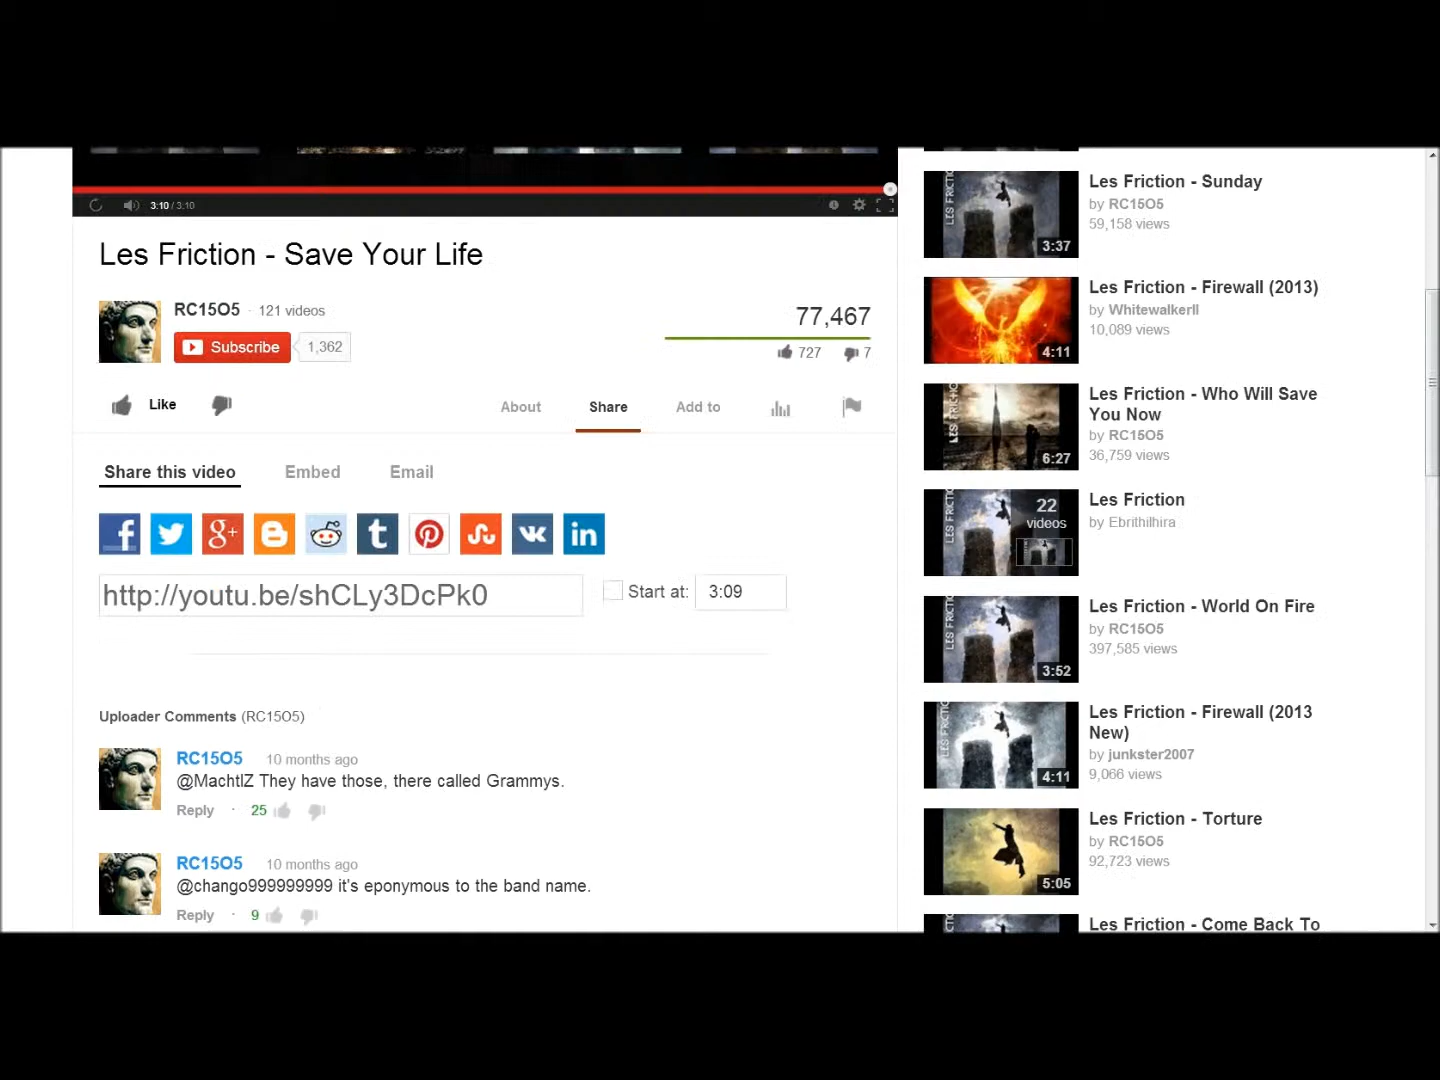 3:10 / 3:10
Les Friction - Save Your Life
RC15O5 · 121 videos
Subscribe 1,362
77,467
727 7
Like
About Share Add to
Share this video Embed Email
http://youtu.be/shCLy3DcPk0
Start at: 3:09
Uploader Comments (RC15O5)
RC15O5 10 months ago
@MachtlZ They have those, there called Grammys.
Reply · 25
RC15O5 10 months ago
@chango999999999 it's eponymous to the band name.
Reply · 9
LES FRICTI
3:37
Les Friction - Sunday
by RC15O5
59,158 views
4:11
Les Friction - Firewall (2013)
by Whitewalkerll
10,089 views
6:27
Les Friction - Who Will Save
You Now
by RC15O5
36,759 views
22
videos
Les Friction
by Ebrithilhira
LES FRICTI
3:52
Les Friction - World On Fire
by RC15O5
397,585 views
4:11
Les Friction - Firewall (2013
New)
by junkster2007
9,066 views
5:05
Les Friction - Torture
by RC15O5
92,723 views
Les Friction - Come Back To